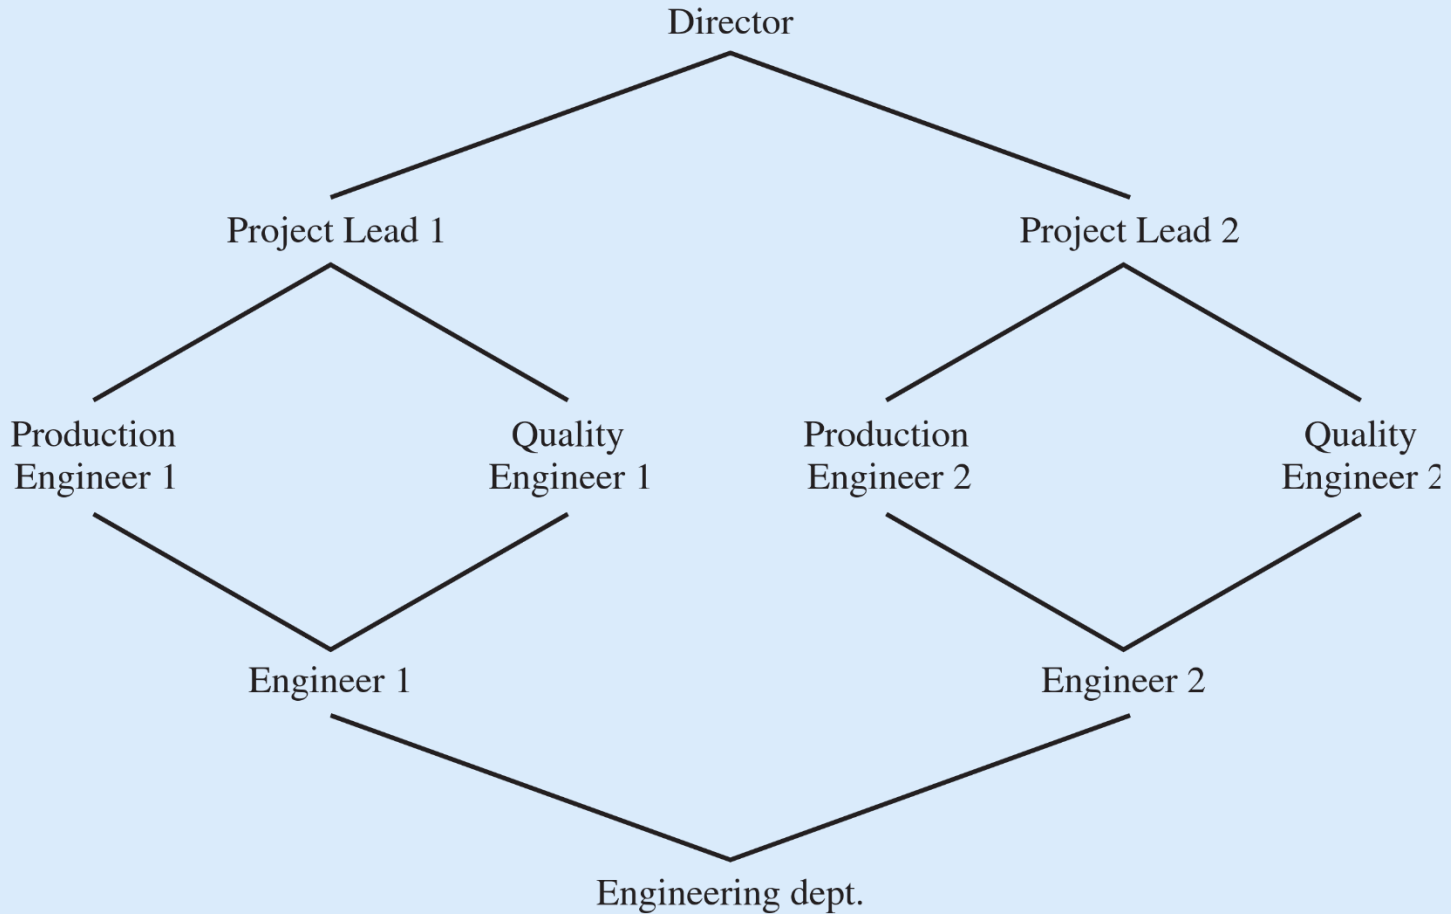 Director
Project Lead 1
Project Lead 2
Production
Engineer 1
Quality
Engineer 1
Production
Engineer 2
Quality
Engineer 2
Engineer 1
Engineer 2
Engineering dept.